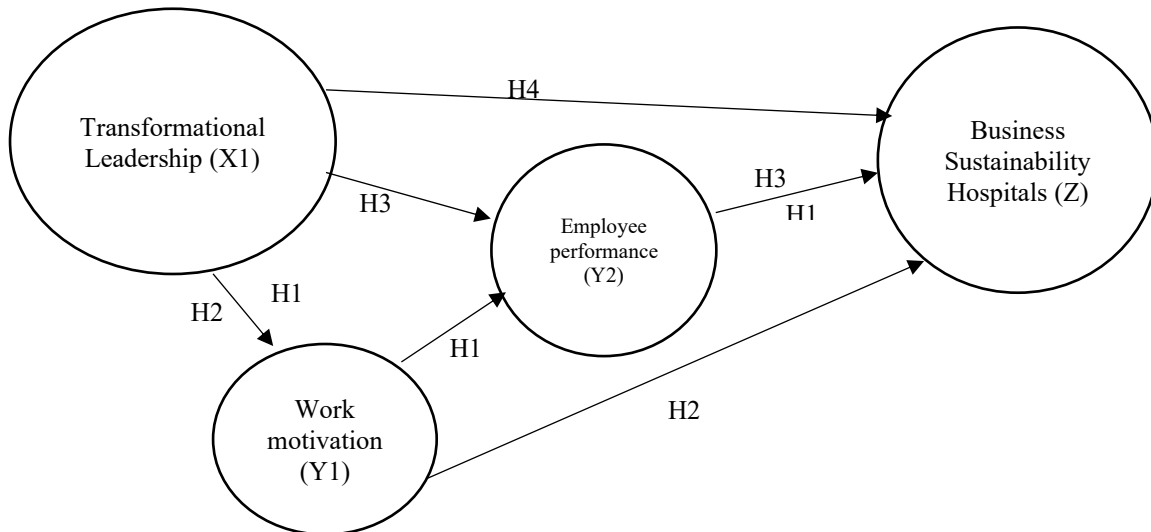 Transformational
Leadership (X1)
H4
Business
Sustainability
Hospitals (Z)
H3
H3
H1
Employee
performance
(Y2)
H1
H2
H1
H2
Work
motivation
(Y1)